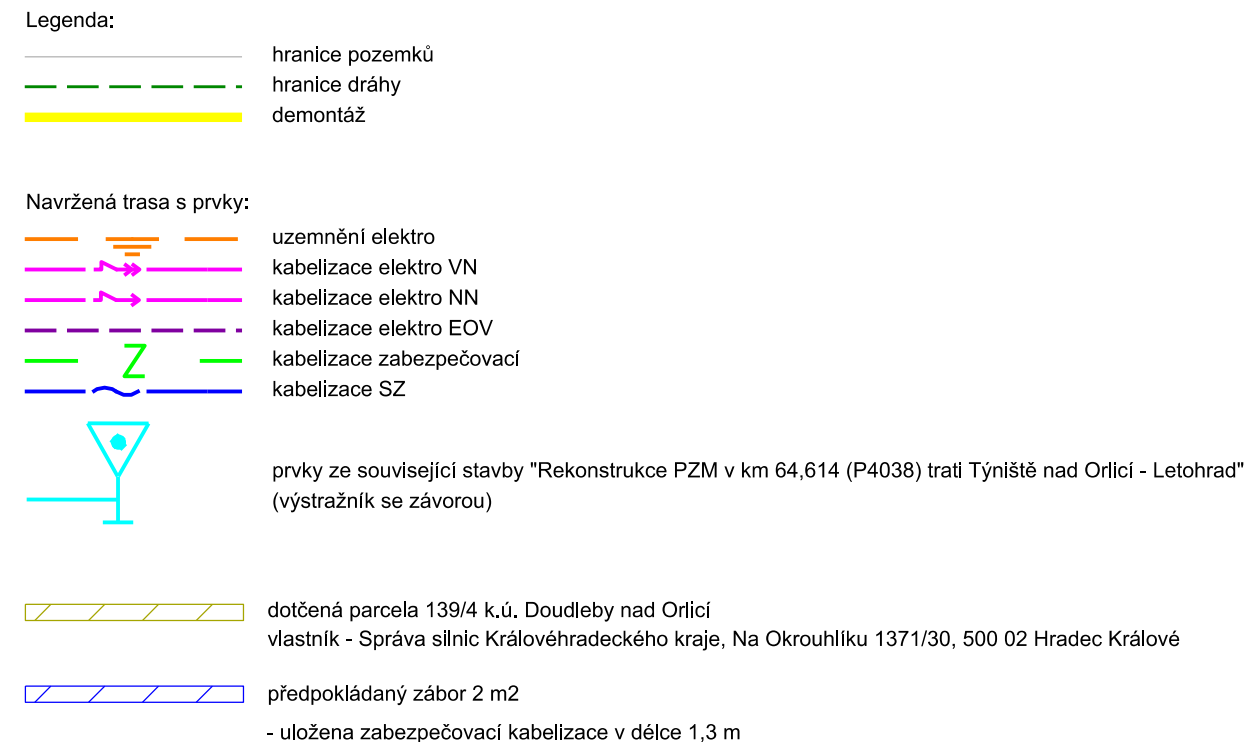 Legenda:
hranice pozemků
hranice dráhy
demontáž
Navržená trasa s prvky:
uzemnění elektro
kabelizace elektro VN
kabelizace elektro NN
kabelizace elektro EOV
Z kabelizace zabezpečovací
kabelizace SZ
prvky ze související stavby "Rekonstrukce PZM v km 64,614 (P4038) trati Týniště nad Orlicí - Letohrad"
(výstražník se závorou)
dotčená parcela 139/4 k.ú. Doudleby nad Orlicí
vlastník - Správa silnic Královéhradeckého kraje, Na Okrouhlíku 1371/30, 500 02 Hradec Králové
předpokládaný zábor 2 m2
- uložena zabezpečovací kabelizace v délce 1,3 m